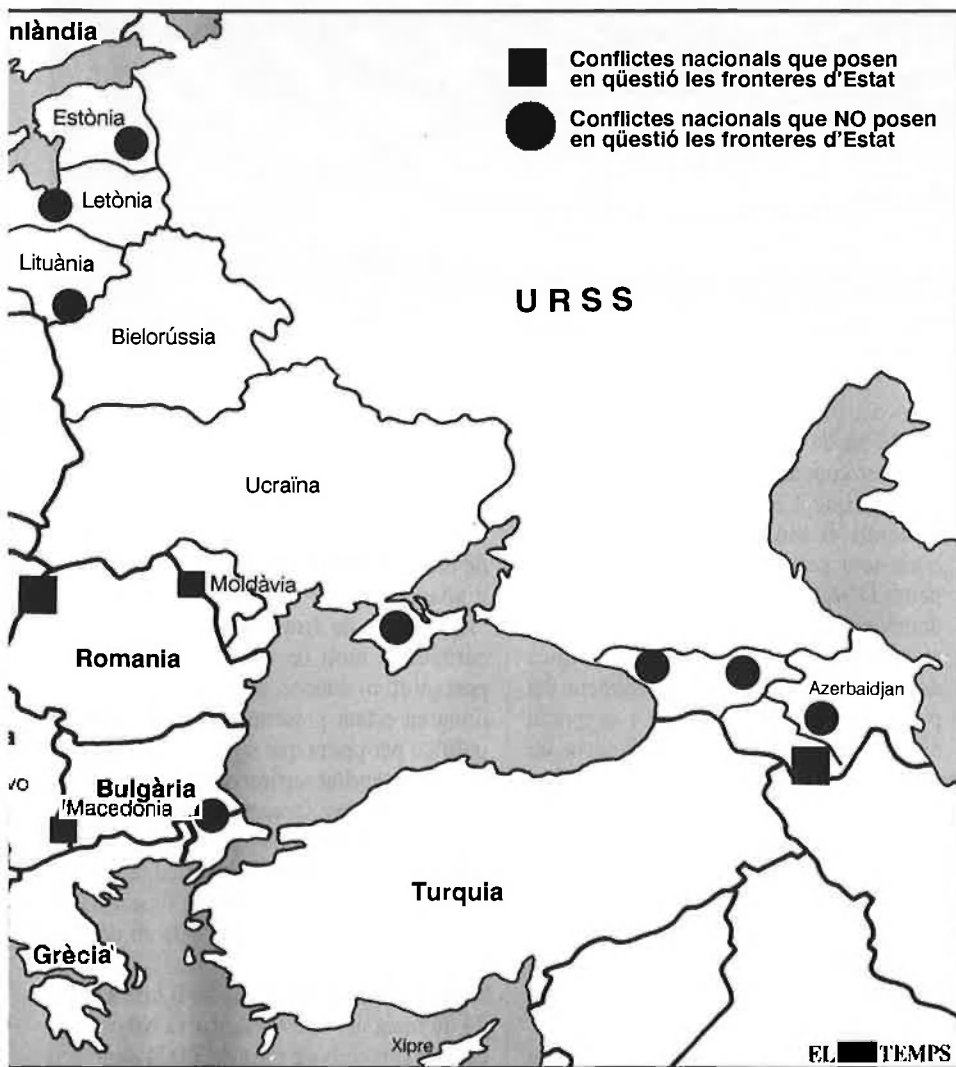 nlàndia
Conflictes nacionals que posen
en qüestió les fronteres d'Estat
Conflictes nacionals que NO posen
en qüestió les fronteres d'Estat
Estònia
Letònia
Lituània
URSS
Bielorússia
Ucraïna
Moldàvia
Romania
Azerbaidjan
a
vo
Bulgària
Macedònia
Turquia
Grècia
Xipre
EL TEMPS